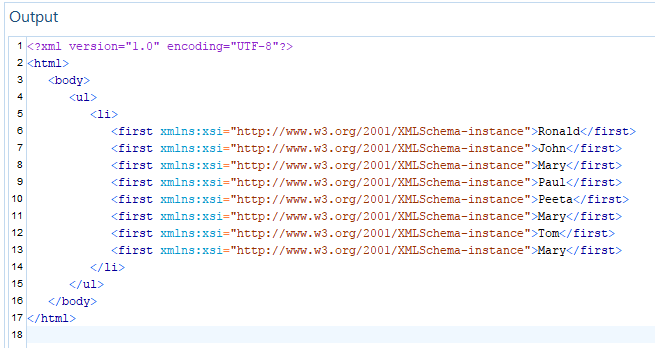 Output
1 <?xml version="1.0" encoding="UTF-8"?>
2 <html>
3 <body>
4 <ul>
5 <li>
6 <first xmlns:xsi="http://www.w3.org/2001/XMLSchema-instance">Ronald</first>
7 <first xmlns:xsi="http://www.w3.org/2001/XMLSchema-instance">John</first>
8 <first xmlns:xsi="http://www.w3.org/2001/XMLSchema-instance">Mary</first>
9 <first xmlns:xsi="http://www.w3.org/2001/XMLSchema-instance">Paul</first>
10 <first xmlns:xsi="http://www.w3.org/2001/XMLSchema-instance">Peeta</first>
11 <first xmlns:xsi="http://www.w3.org/2001/XMLSchema-instance">Mary</first>
12 <first xmlns:xsi="http://www.w3.org/2001/XMLSchema-instance">Tom</first>
13 <first xmlns:xsi="http://www.w3.org/2001/XMLSchema-instance">Mary</first>
14 </li>
15 </ul>
16 </body>
17 </html>
18